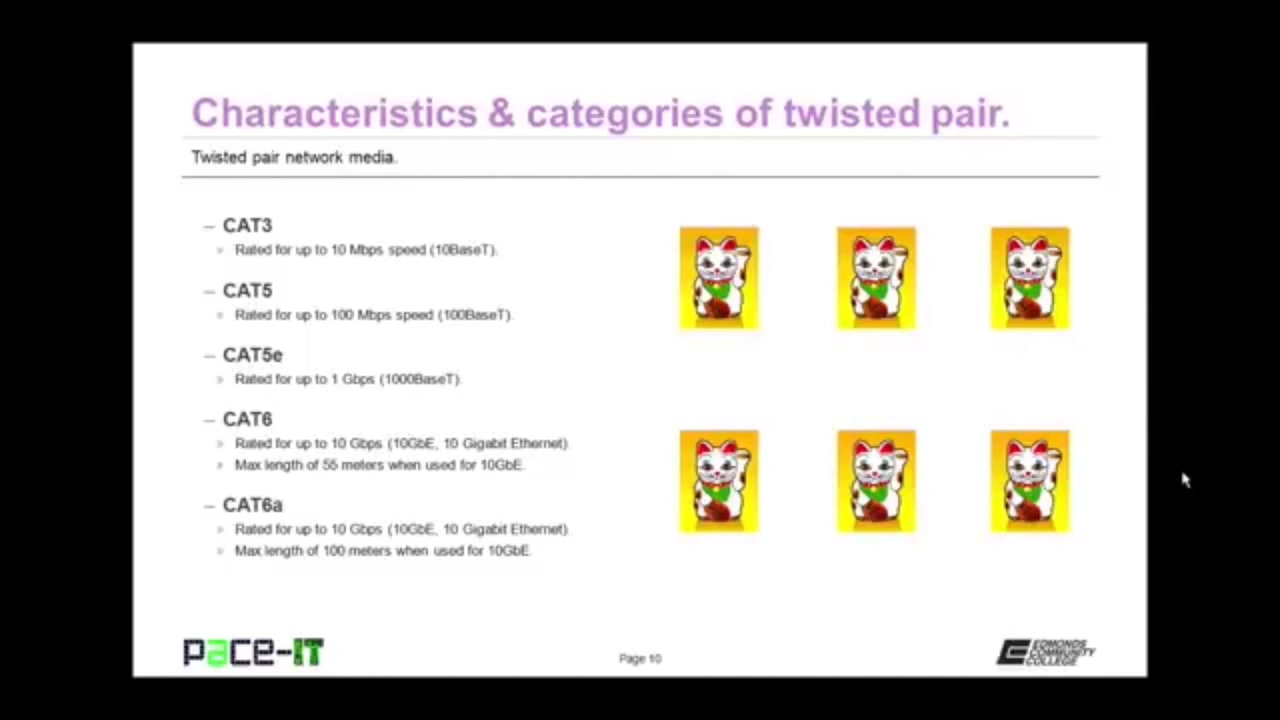 Characteristics & categories of twisted pair.
Twisted pair network media.
– CAT3
» Rated for up to 10 Mbps speed (10BaseT).
– CAT5
» Rated for up to 100 Mbps speed (100BaseT).
– CAT5e
» Rated for up to 1 Gbps (1000BaseT).
– CAT6
» Rated for up to 10 Gbps (10GbE, 10 Gigabit Ethernet).
» Max length of 55 meters when used for 10GbE.
– CAT6a
» Rated for up to 10 Gbps (10GbE, 10 Gigabit Ethernet)
» Max length of 100 meters when used for 10GbE.
pace-IT
Page 10
EDMONDS
COMMUNITY
COLLEGE